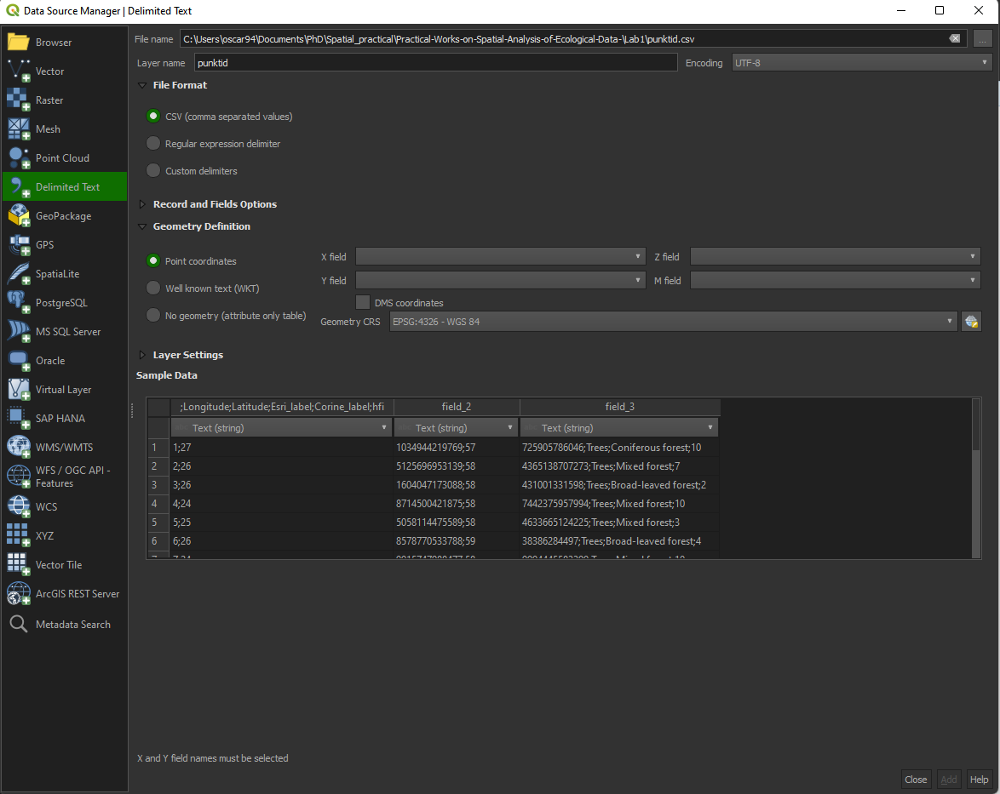 Data Source Manager | Delimited Text
Browser
Vector
Raster
Mesh
Point Cloud
Delimited Text
GeoPackage
GPS
SpatiaLite
PostgreSQL
MS SQL Server
Oracle
Virtual Layer
SAP HANA
WMS/WMTS
WFS / OGC API -
Features
WCS
XYZ
Vector Tile
ArcGIS REST Server
Metadata Search
File name C:\Users\oscar94\Documents\PhD\Spatial_practical\Practical-Works-on-Spatial-Analysis-of-Ecological-Data-\Lab1\punktid.csv ...
Layer name punktid Encoding UTF-8
File Format
CSV (comma separated values)
Regular expression delimiter
Custom delimiters
Record and Fields Options
Geometry Definition
Point coordinates X field Z field
Well known text (WKT) Y field M field
DMS coordinates
No geometry (attribute only table) Geometry CRS EPSG:4326 - WGS 84
Layer Settings
Sample Data
;Longitude;Latitude;Esri_label;Corine_label;hfi field_2 field_3
Text (string) Text (string) Text (string)
1 1;27 1034944219769;57 725905786046;Trees;Coniferous forest;10
2 2;26 5125696953139;58 4365138707273;Trees;Mixed forest;7
3 3;26 1604047173088;58 431001331598;Trees;Broad-leaved forest;2
4 4;24 8714500421875;58 7442375957994;Trees;Mixed forest;10
5 5;25 5058114475589;58 4633665124225;Trees;Mixed forest;3
6 6;26 8578770533788;59 38386284497;Trees;Broad-leaved forest;4
X and Y field names must be selected
Close Add Help